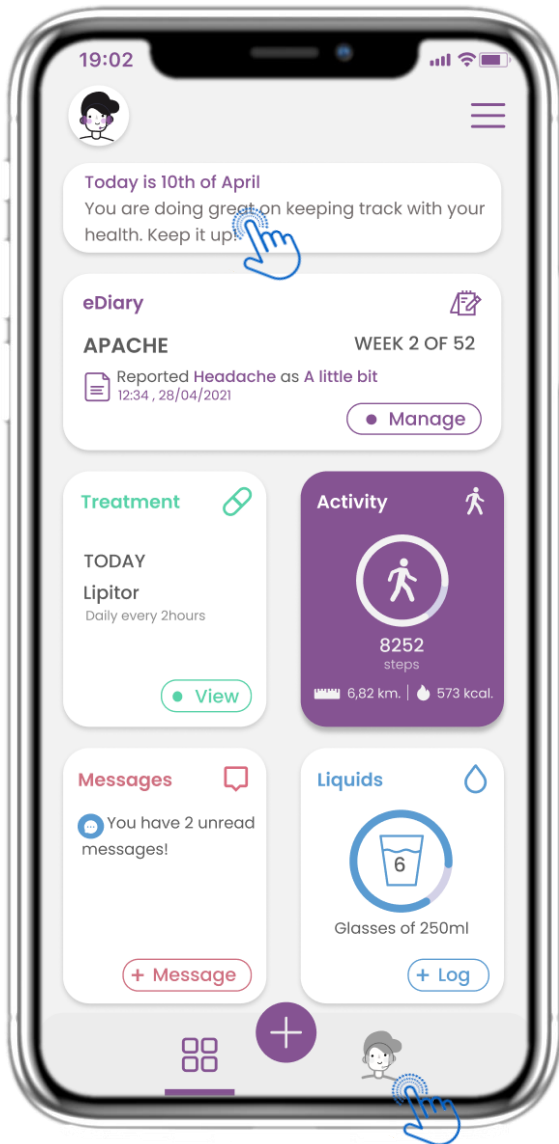 19:02
Today is 10th of April
You are doing great on keeping track with your
health. Keep it up!
eDiary
APACHE
WEEK 2 OF 52
Reported Headache as A little bit
12:34 , 28/04/2021
Manage
Treatment
TODAY
Lipitor
Daily every 2hours
View
Activity
8252
steps
6,82 km. | 573 kcal.
Messages
You have 2 unread
messages!
+ Message
Liquids
6
Glasses of 250ml
+ Log